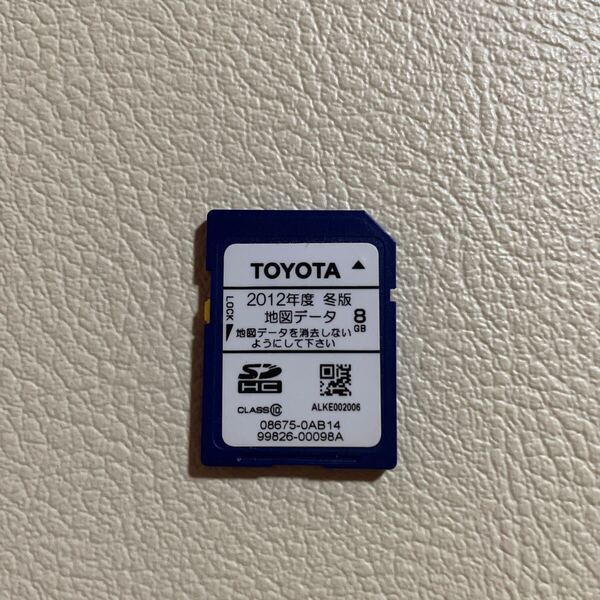 TOYOTA ▲
2012年度 冬版
地図データ 8GB
LOCK
地図データを消去しない
ようにして下さい
SD HC
CLASS 10
ALKE002006
08675-0AB14
99826-00098A